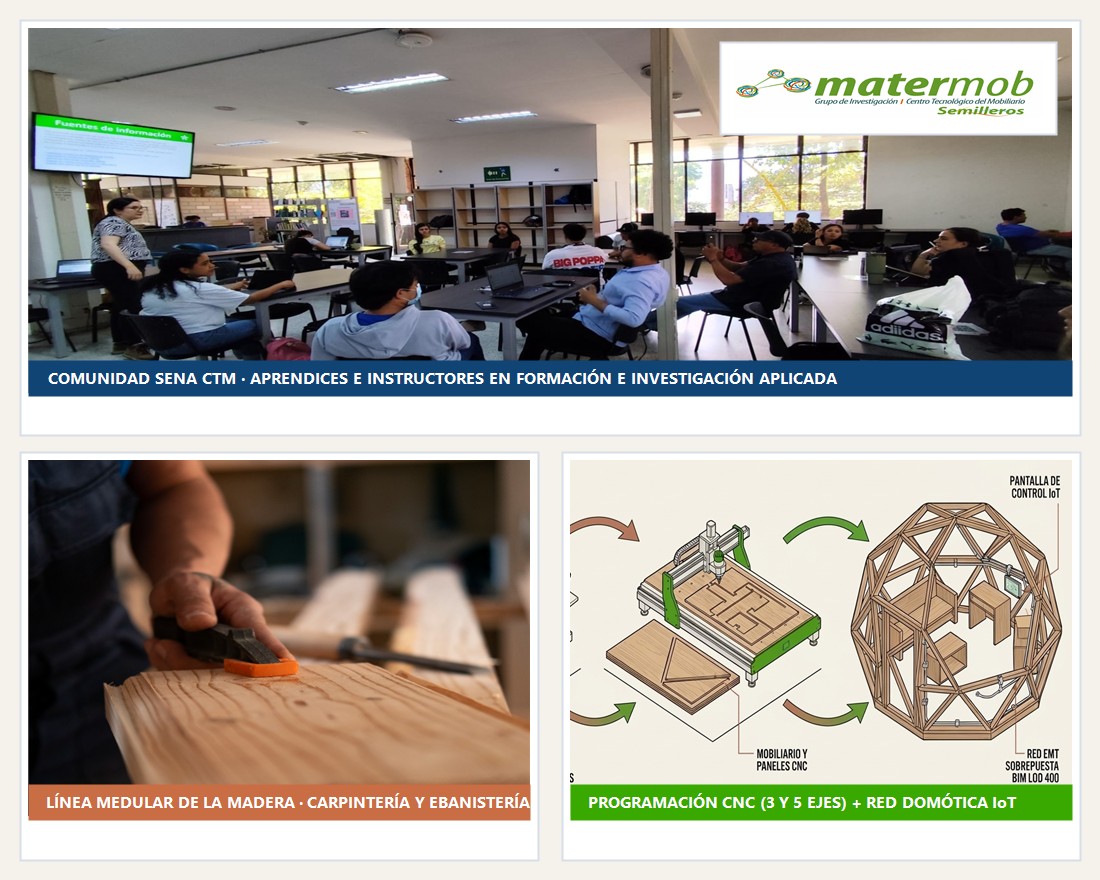 matermob
Grupo de Investigación I Centro Tecnológico del Mobiliario
Semilleros
Fuentes de información
BIG POPPA
adidas
COMUNIDAD SENA CTM · APRENDICES E INSTRUCTORES EN FORMACIÓN E INVESTIGACIÓN APLICADA
LÍNEA MEDULAR DE LA MADERA · CARPINTERÍA Y EBANISTERÍA
PANTALLA DE
CONTROL IoT
MOBILIARIO Y
PANELES CNC
RED EMT
SOBREPUESTA
BIM LOD 400
S
PROGRAMACIÓN CNC (3 Y 5 EJES) + RED DOMÓTICA IoT